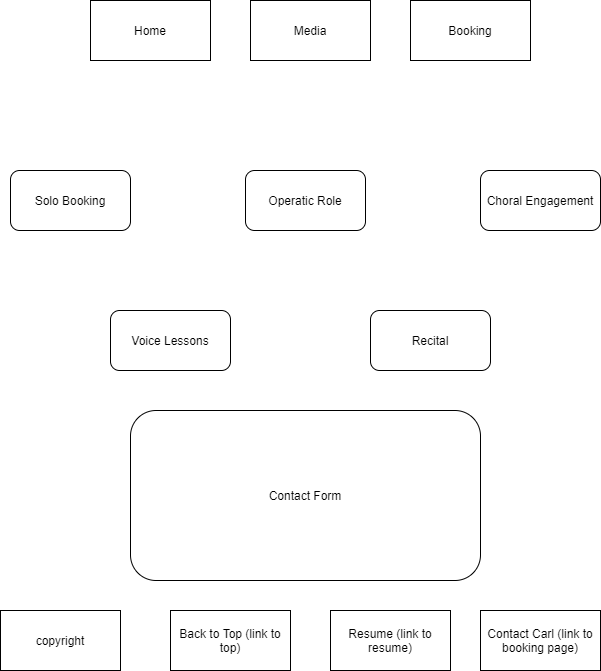 Home
Media
Booking
Solo Booking
Operatic Role
Choral Engagement
Voice Lessons
Recital
Contact Form
copyright
Back to Top (link to
top)
Resume (link to
resume)
Contact Carl (link to
booking page)